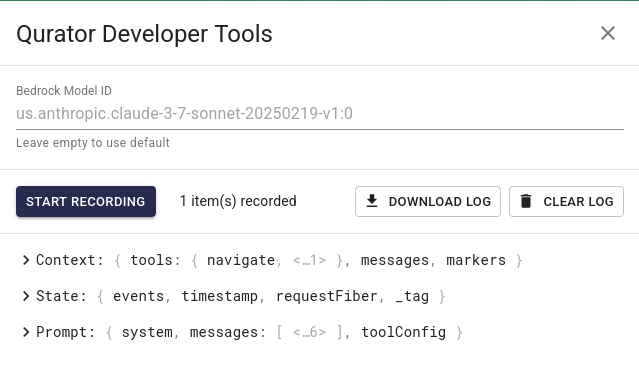 Qurator Developer Tools
Bedrock Model ID
us.anthropic.claude-3-7-sonnet-20250219-v1:0
Leave empty to use default
START RECORDING 1 item(s) recorded DOWNLOAD LOG CLEAR LOG
Context: { tools: { navigate, <…1> }, messages, markers }
State: { events, timestamp, requestFiber, _tag }
Prompt: { system, messages: [ <…6> ], toolConfig }